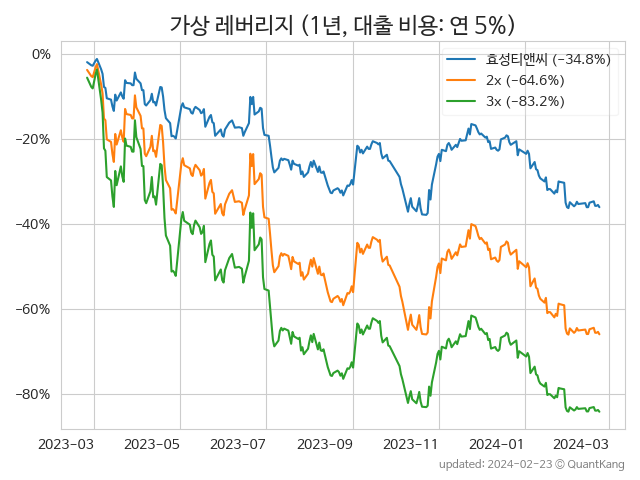 가상 레버리지 (1년, 대출 비용: 연 5%)
0%
−20%
−40%
−60%
−80%
효성티앤씨 (−34.8%)
2x (−64.6%)
3x (−83.2%)
2023-03
2023-05
2023-07
2023-09
2023-11
2024-01
2024-03
updated: 2024-02-23 © QuantKang